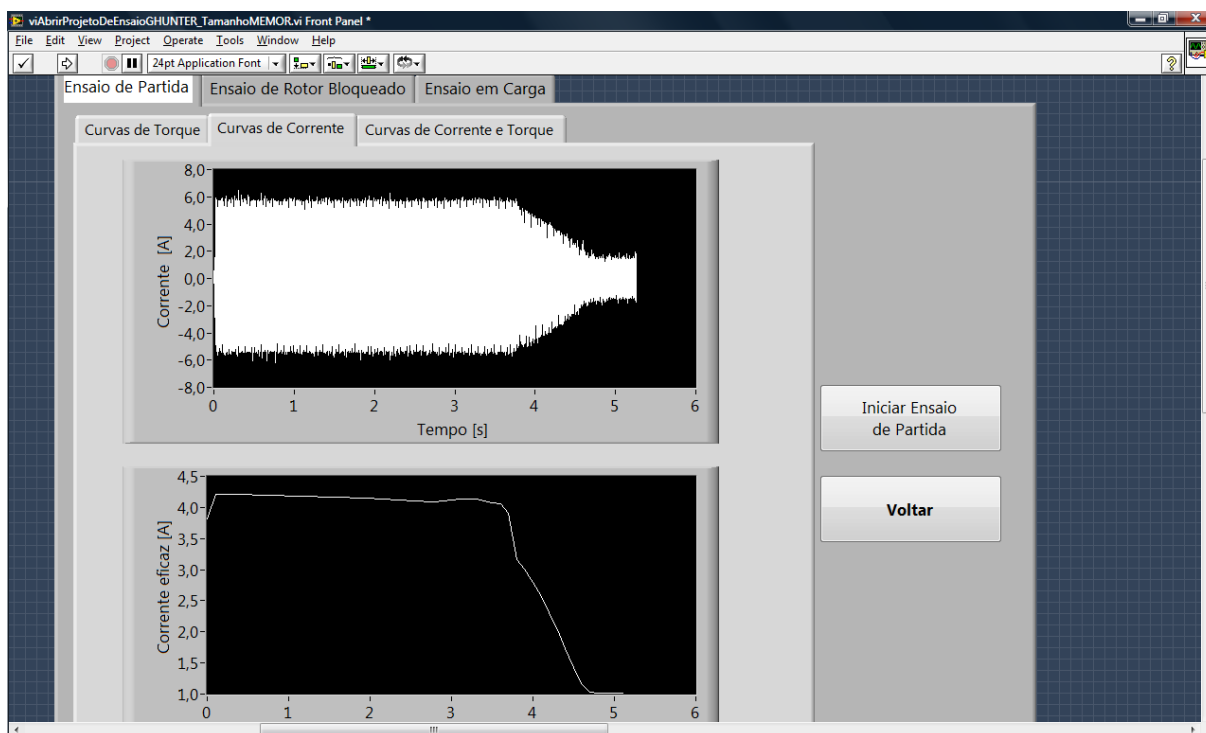 viAbrirProjetoDeEnsaioGHUNTER_TamanhoMEMOR.vi Front Panel *
File Edit View Project Operate Tools Window Help
24pt Application Font
Ensaio de Partida Ensaio de Rotor Bloqueado Ensaio em Carga
Curvas de Torque Curvas de Corrente Curvas de Corrente e Torque
8,0
6,0
4,0
2,0
0,0
-2,0
-4,0
-6,0
-8,0
Corrente [A]
0 1 2 3 4 5 6
Tempo [s]
Iniciar Ensaio
de Partida
Voltar
4,5
4,0
3,5
3,0
2,5
2,0
1,5
1,0
Corrente eficaz [A]
0 1 2 3 4 5 6